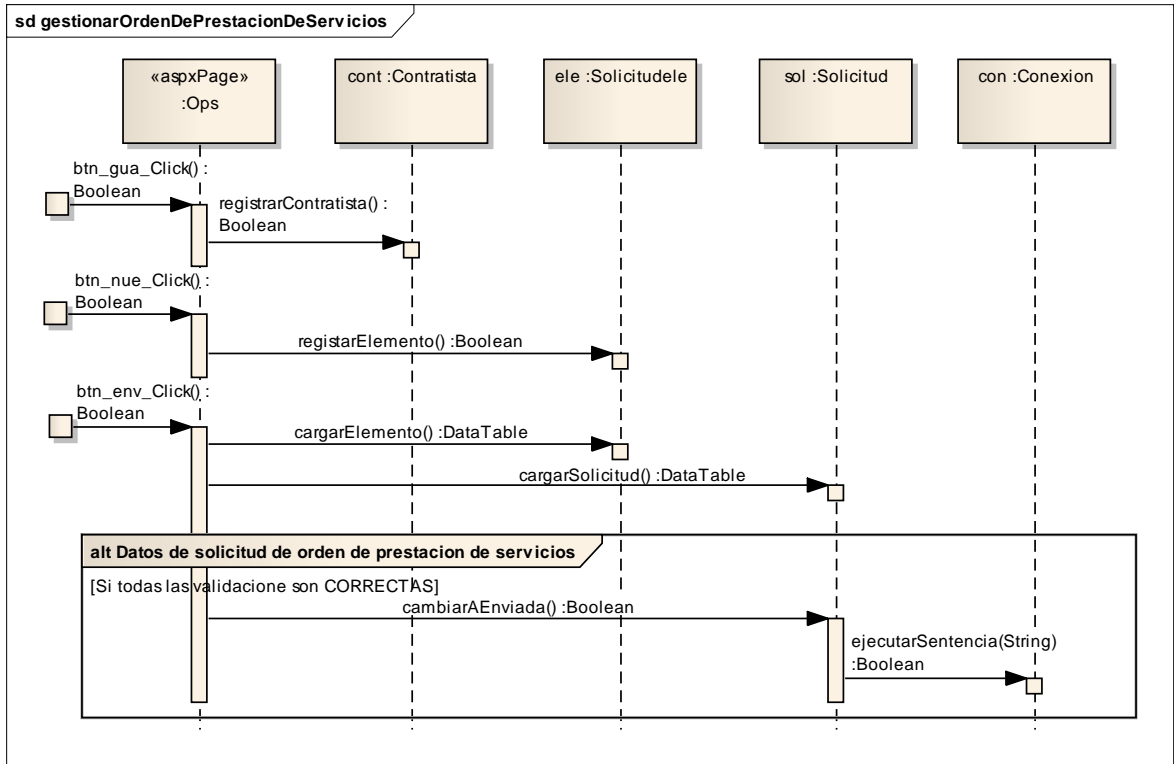 sd gestionarOrdenDePrestacionDeServicios
«aspxPage»
:Ops
cont :Contratista
ele :Solicitudele
sol :Solicitud
con :Conexion
btn_gua_Click() :
Boolean
registrarContratista() :
Boolean
btn_nue_Click() :
Boolean
registarElemento() :Boolean
btn_env_Click() :
Boolean
cargarElemento() :DataTable
cargarSolicitud() :DataTable
alt Datos de solicitud de orden de prestacion de servicios
[Si todas las validacione son CORRECTAS]
cambiarAEnviada() :Boolean
ejecutarSentencia(String)
:Boolean